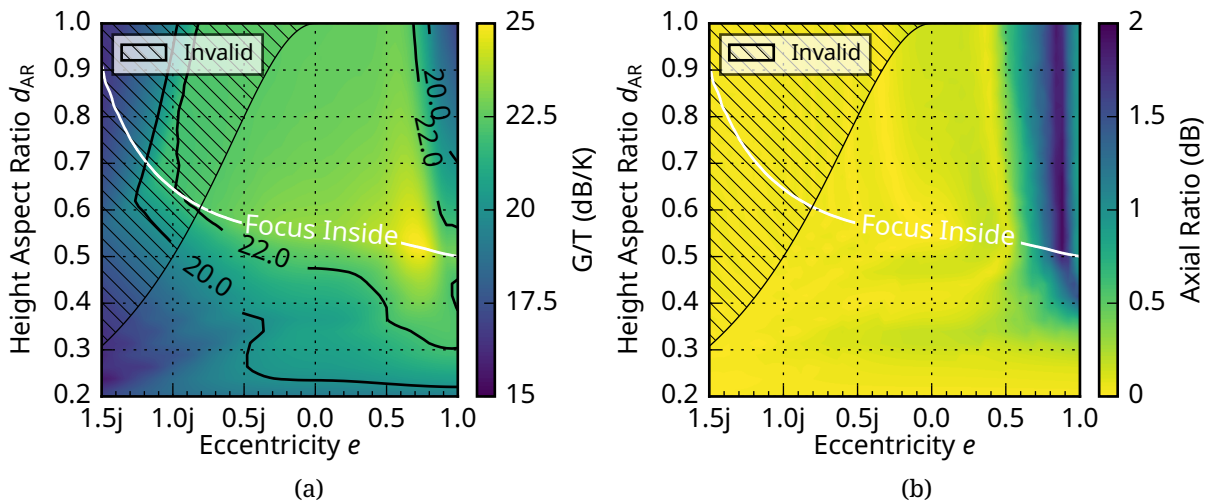 Height Aspect Ratio d_AR
1.0
0.9
0.8
0.7
0.6
0.5
0.4
0.3
0.2
Invalid
20.0
22.0
Focus Inside
22.0
20.0
1.5j 1.0j 0.5j 0.0 0.5 1.0
Eccentricity e
25
22.5
20
17.5
15
G/T (dB/K)
(a)
Height Aspect Ratio d_AR
1.0
0.9
0.8
0.7
0.6
0.5
0.4
0.3
0.2
Invalid
Focus Inside
1.5j 1.0j 0.5j 0.0 0.5 1.0
Eccentricity e
2
1.5
1
0.5
0
Axial Ratio (dB)
(b)